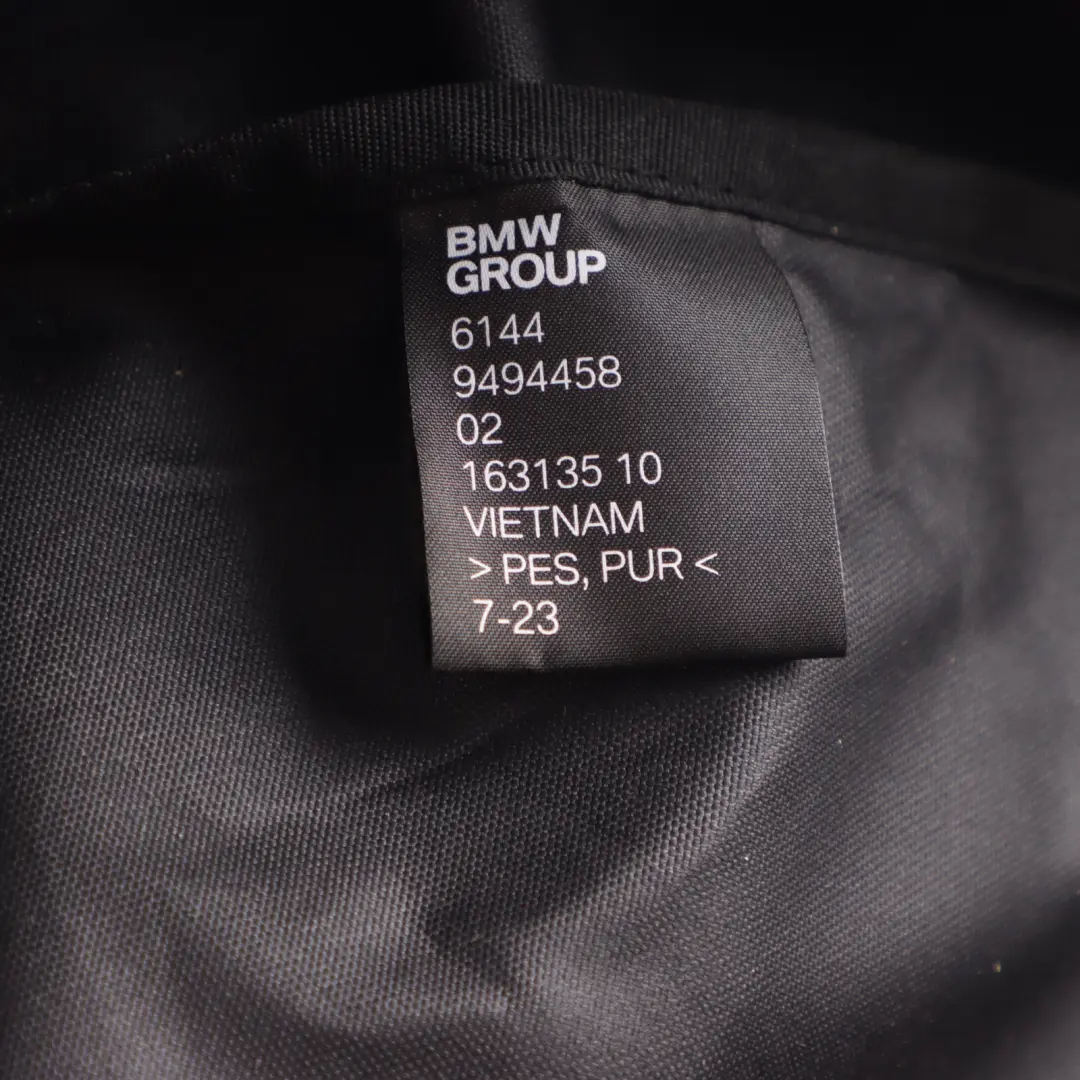 BMW
GROUP
6144
9494458
02
163135 10
VIETNAM
> PES, PUR <
7-23